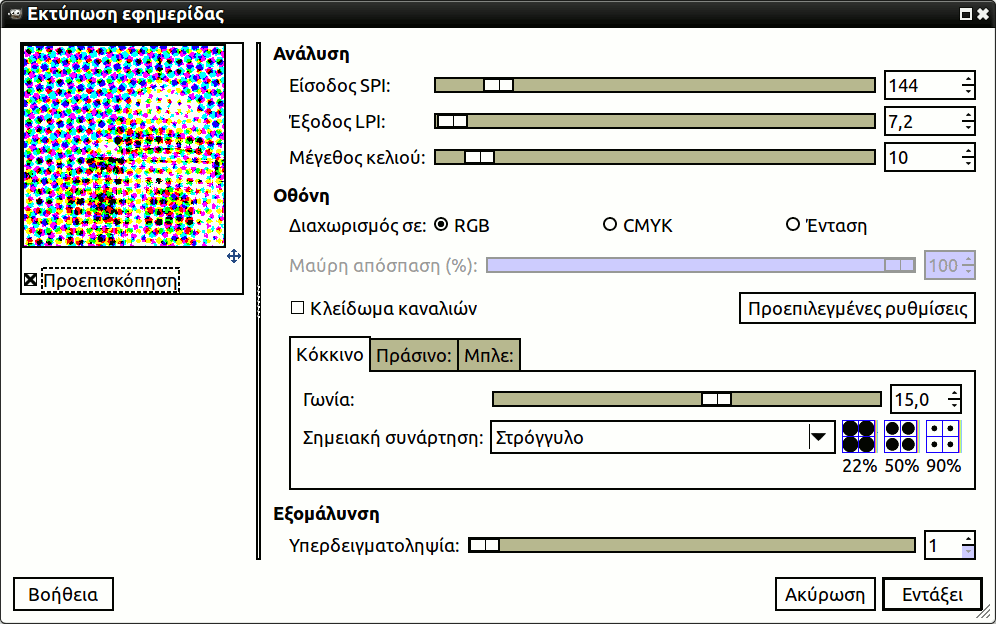 Εκτύπωση εφημερίδας
Προεπισκόπηση
Ανάλυση
Είσοδος SPI: 144
Έξοδος LPI: 7,2
Μέγεθος κελιού: 10
Οθόνη
Διαχωρισμός σε: RGB CMYK Ένταση
Μαύρη απόσπαση (%): 100
Κλείδωμα καναλιών Προεπιλεγμένες ρυθμίσεις
Κόκκινο Πράσινο: Μπλε:
Γωνία: 15,0
Σημειακή συνάρτηση: Στρόγγυλο
22% 50% 90%
Εξομάλυνση
Υπερδειγματοληψία: 1
Βοήθεια Ακύρωση Εντάξει